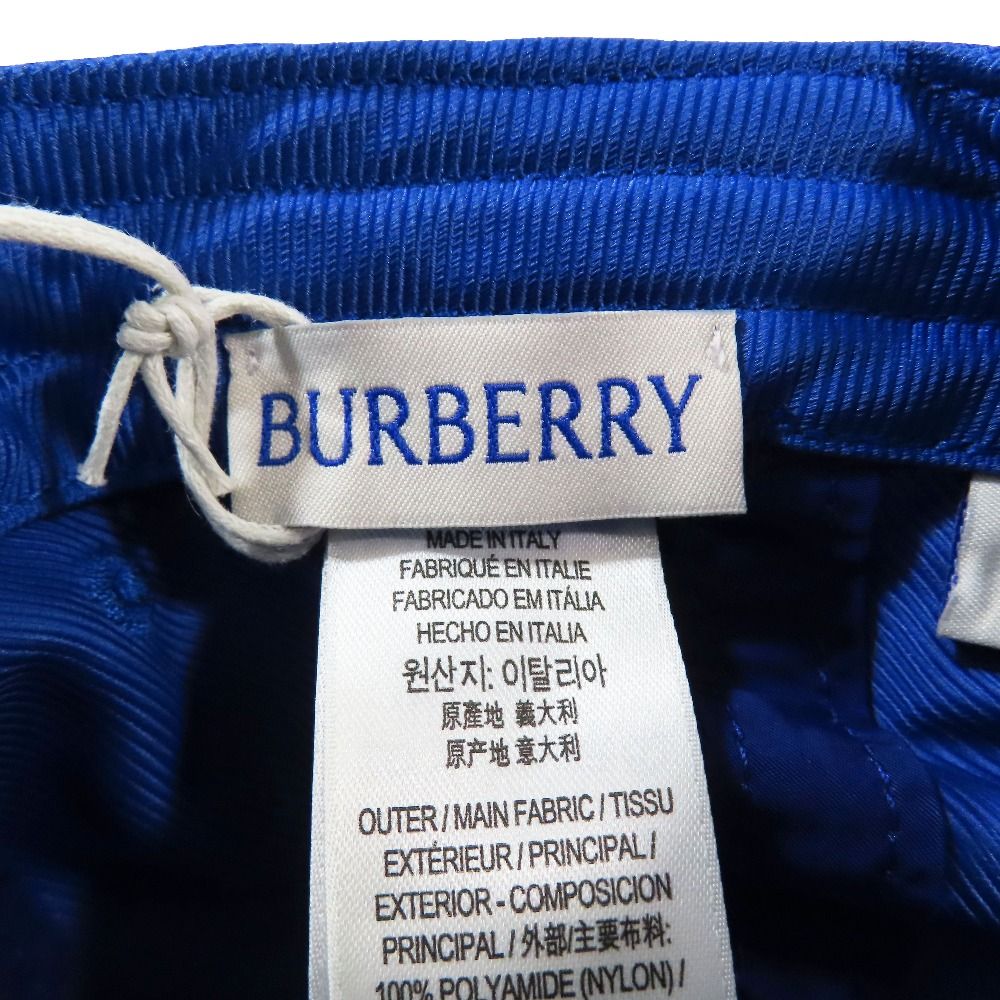 BURBERRY
MADE IN ITALY
FABRIQUÉ EN ITALIE
FABRICADO EM ITÁLIA
HECHO EN ITALIA
원산지: 이탈리아
原產地 義大利
原产地 意大利
OUTER / MAIN FABRIC / TISSU
EXTÉRIEUR / PRINCIPAL /
EXTERIOR - COMPOSICION
PRINCIPAL / 外部/主要布料:
100% POLYAMIDE (NYLON) /